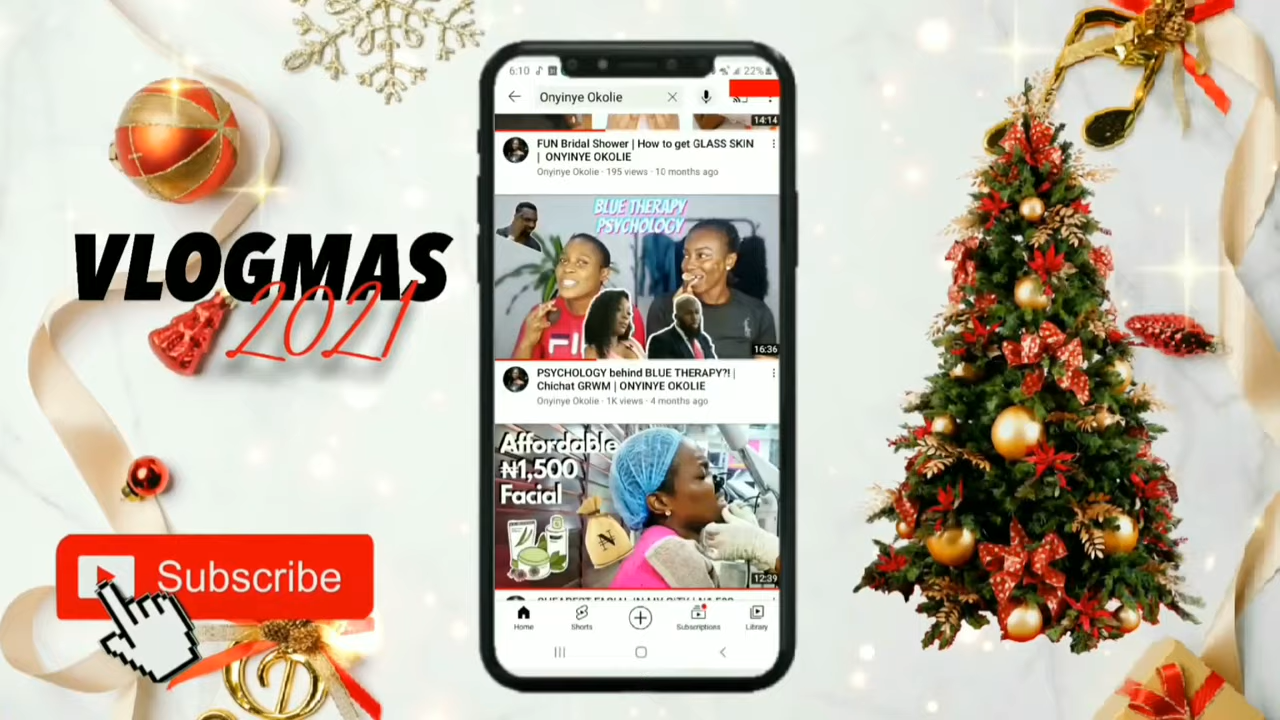 VLOGMAS
2021
Subscribe
6:10
22%
Onyinye Okolie
14:14
FUN Bridal Shower | How to get GLASS SKIN
| ONYINYE OKOLIE
Onyinye Okolie · 195 views · 10 months ago
BLUE THERAPY
PSYCHOLOGY
FI
16:36
PSYCHOLOGY behind BLUE THERAPY?! |
Chichat GRWM | ONYINYE OKOLIE
Onyinye Okolie · 1K views · 4 months ago
Affordable
₦1,500
Facial
N
12:39
Home
Shorts
Subscriptions
Library